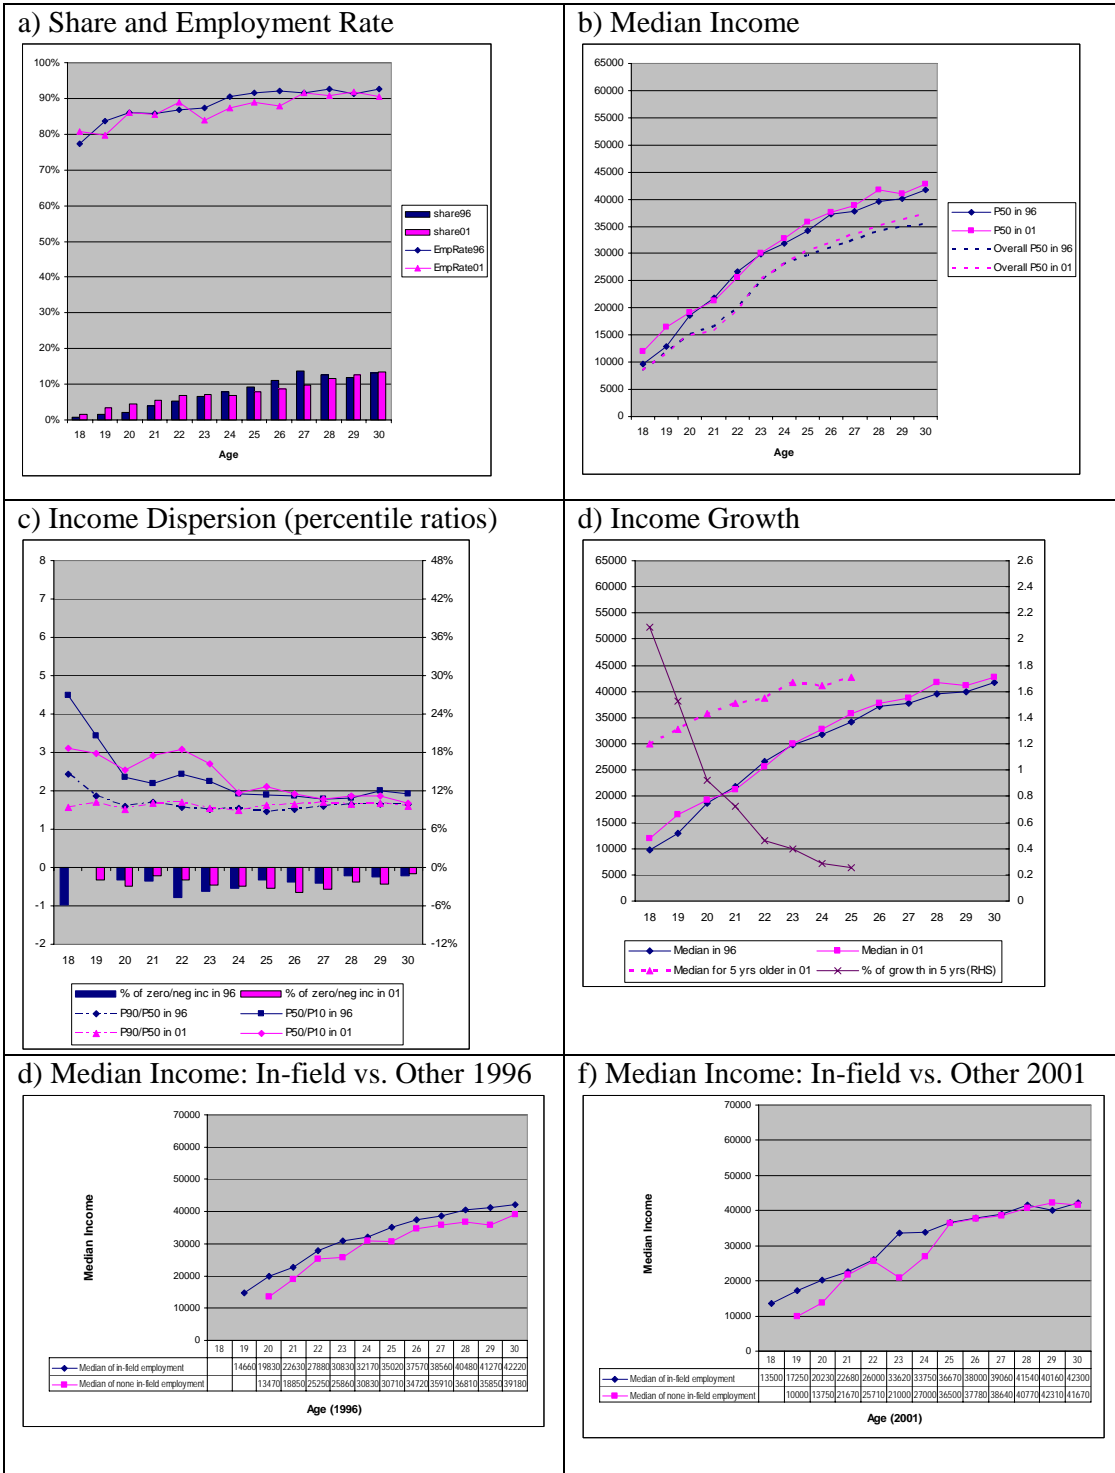 a) Share and Employment Rate
100%
90%
80%
70%
60%
50%
40%
30%
20%
10%
0%
18 19 20 21 22 23 24 25 26 27 28 29 30
Age
share96
share01
EmpRate96
EmpRate01
b) Median Income
65000
60000
55000
50000
45000
40000
35000
30000
25000
20000
15000
10000
5000
0
18 19 20 21 22 23 24 25 26 27 28 29 30
Age
P50 in 96
P50 in 01
Overall P50 in 96
Overall P50 in 01
c) Income Dispersion (percentile ratios)
8 48%
7 42%
6 36%
5 30%
4 24%
3 18%
2 12%
1 6%
0 0%
-1 -6%
-2 -12%
18 19 20 21 22 23 24 25 26 27 28 29 30
% of zero/neg inc in 96 % of zero/neg inc in 01
P90/P50 in 96 P50/P10 in 96
P90/P50 in 01 P50/P10 in 01
d) Income Growth
65000 2.6
60000 2.4
55000 2.2
50000 2
45000 1.8
40000 1.6
35000 1.4
30000 1.2
25000 1
20000 0.8
15000 0.6
10000 0.4
5000 0.2
0 0
18 19 20 21 22 23 24 25 26 27 28 29 30
Median in 96 Median in 01
Median for 5 yrs older in 01 % of growth in 5 yrs(RHS)
d) Median Income: In-field vs. Other 1996
Median Income
70000
60000
50000
40000
30000
20000
10000
0
18 19 20 21 22 23 24 25 26 27 28 29 30
Median of in-field employment 14660 19830 22630 27880 30830 32170 35020 37570 38560 40480 41270 42220
Median of none in-field employment 13470 18850 25250 25860 30830 30710 34720 35910 36810 35850 39180
Age (1996)
f) Median Income: In-field vs. Other 2001
Median Income
70000
60000
50000
40000
30000
20000
10000
0
18 19 20 21 22 23 24 25 26 27 28 29 30
Median of in-field employment 13500 17250 20230 22680 26000 33620 33750 36670 38000 39060 41540 40160 42300
Median of none in-field employment 10000 13750 21670 25710 21000 27000 36500 37780 38640 40770 42310 41670
Age (2001)